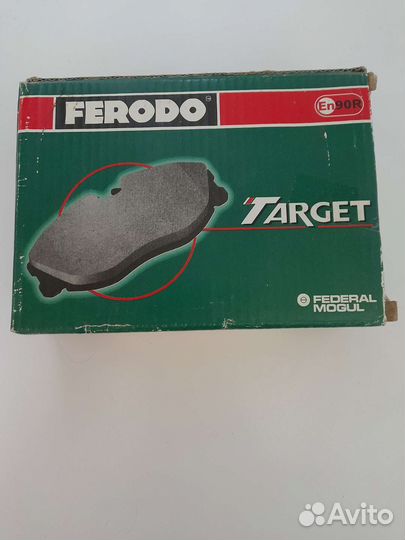 FERODO
En90R
TARGET
FEDERAL
MOGUL
Avito